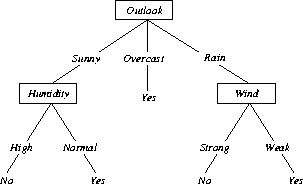 Outlook
Sunny Overcast Rain
Humidity Yes Wind
High Normal Strong Weak
No Yes No Yes